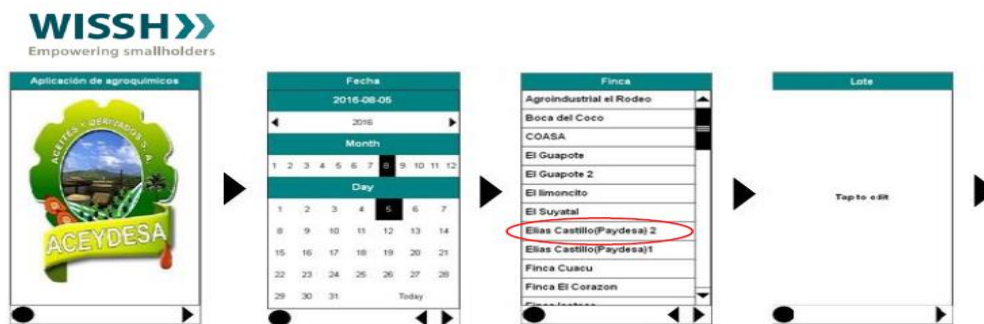 WISSH
Empowering smallholders
Aplicación de agroquímicos
ACEITES Y DERIVADOS S.A.
ACEYDESA
Fecha
2016-08-05
2016
Month
1 2 3 4 5 6 7 8 9 10 11 12
Day
1 2 3 4 5 6 7
8 9 10 11 12 13 14
15 16 17 18 19 20 21
22 23 24 25 26 27 28
29 30 31 Today
Finca
Agroindustrial el Rodeo
Boca del Coco
COASA
El Guapote
El Guapote 2
El limoncito
El Suyatal
Elias Castillo(Paydesa) 2
Elias Castillo(Paydesa)1
Finca Cuacu
Finca El Corazon
Lote
Tap to edit